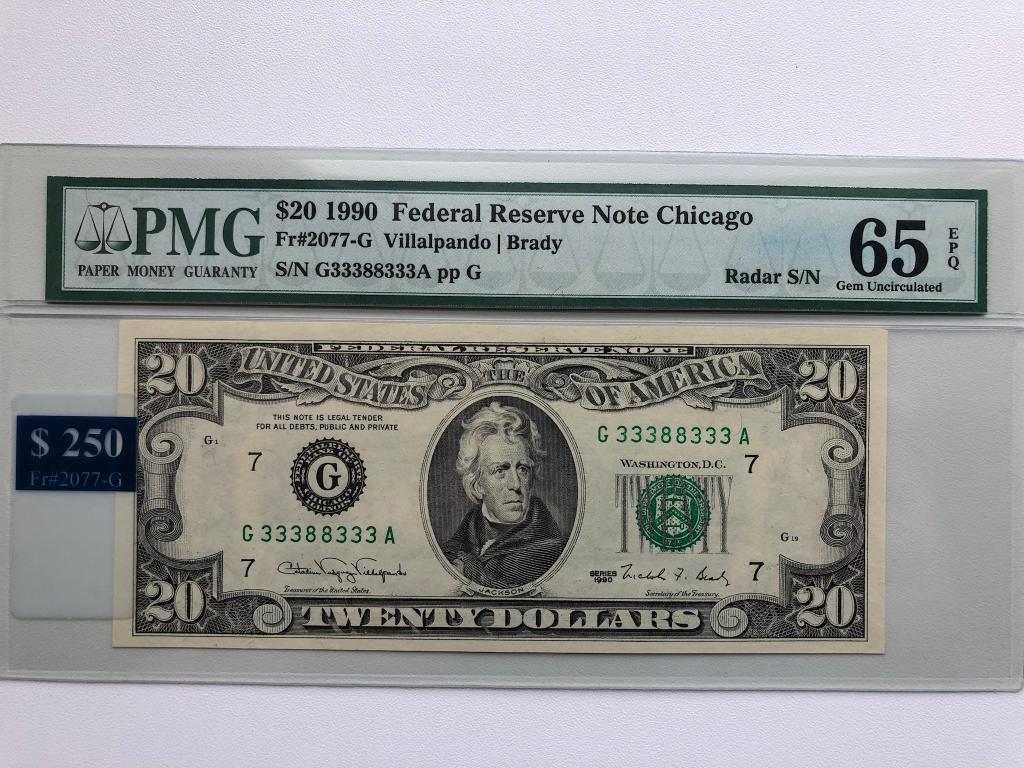 PMG
PAPER MONEY GUARANTY
$20 1990 Federal Reserve Note Chicago
Fr#2077-G Villalpando | Brady
S/N G33388333A pp G
Radar S/N
65
EPQ
Gem Uncirculated
$ 250
Fr#2077-G
FEDERAL RESERVE NOTE
20
UNITED STATES
THE
OF AMERICA
20
THIS NOTE IS LEGAL TENDER
FOR ALL DEBTS, PUBLIC AND PRIVATE
G 33388333 A
G1
7
G
WASHINGTON, D.C.
7
G 33388333 A
G19
7
Treasurer of the United States.
JACKSON
SERIES
1990
Secretary of the Treasury.
7
20
TWENTY DOLLARS
20